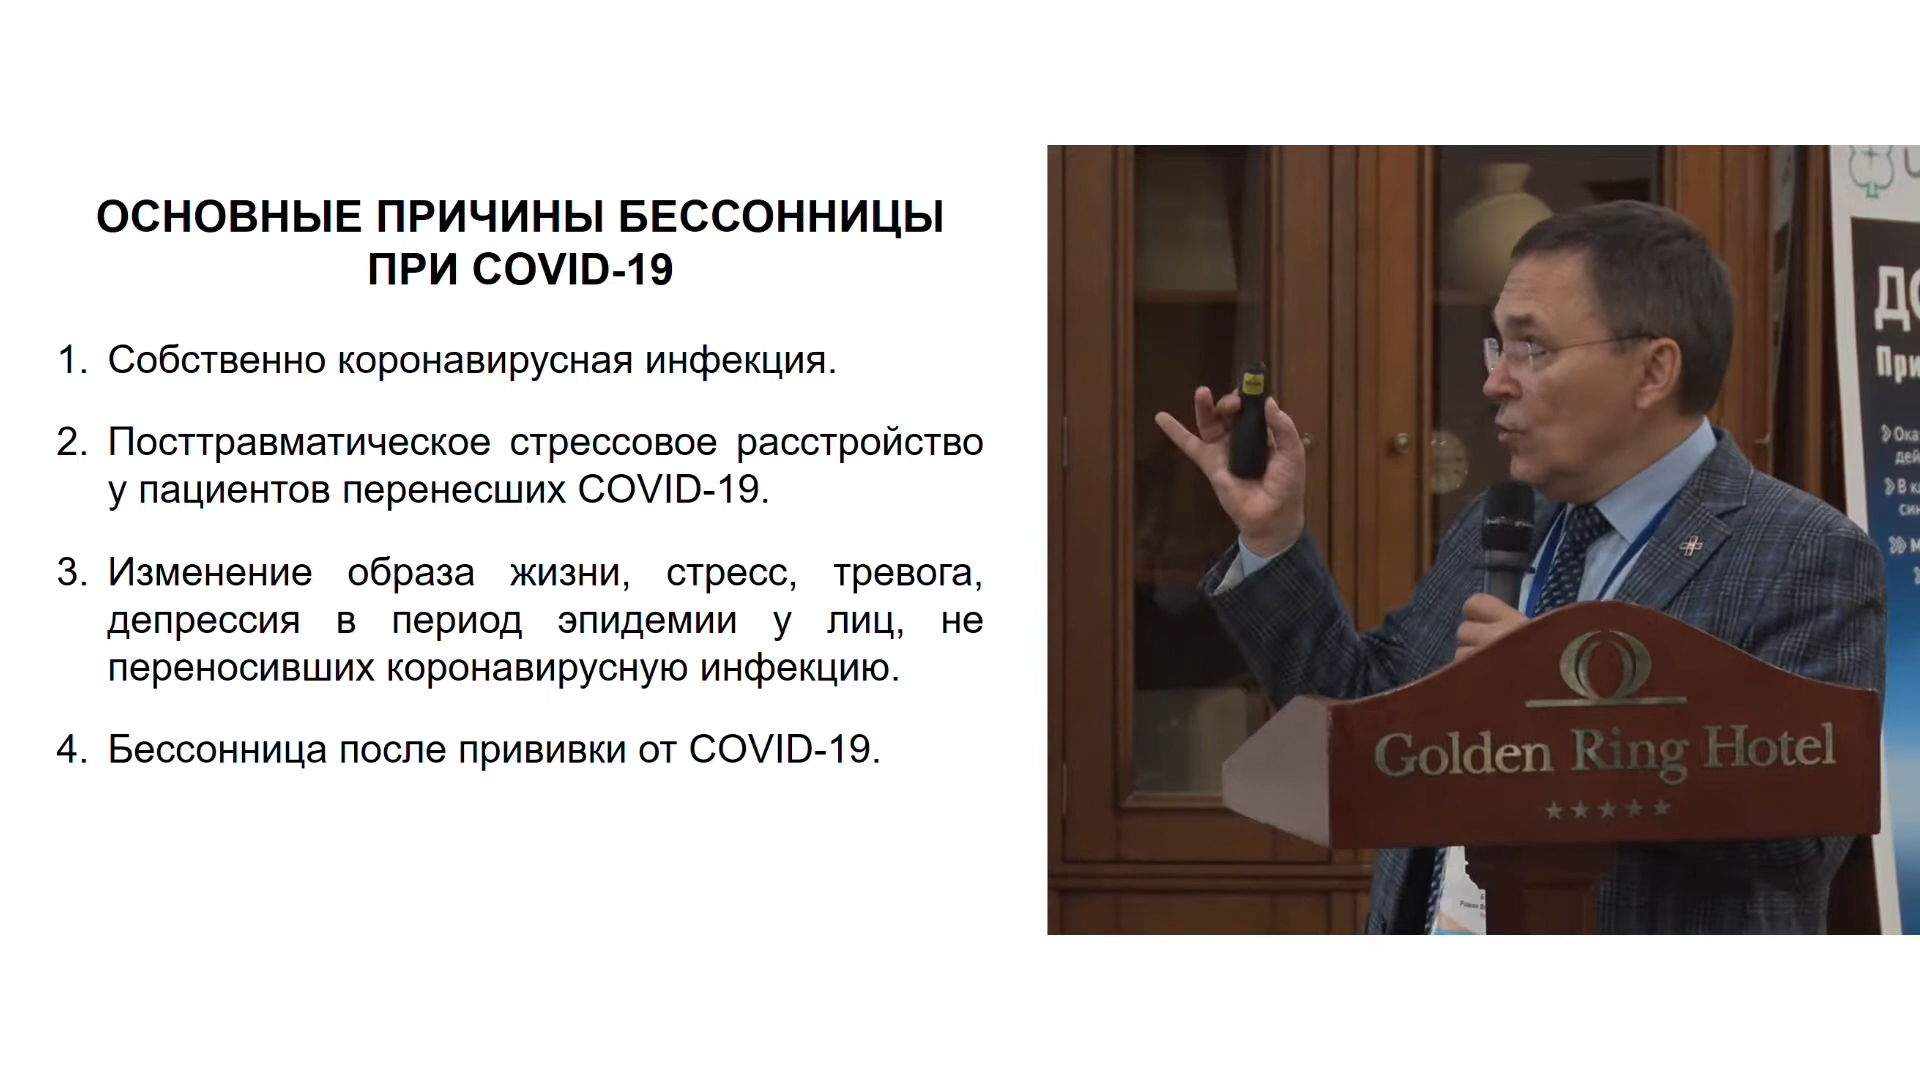 ОСНОВНЫЕ ПРИЧИНЫ БЕССОННИЦЫ
ПРИ COVID-19
1. Собственно коронавирусная инфекция.
2. Посттравматическое стрессовое расстройство
у пациентов перенесших COVID-19.
3. Изменение образа жизни, стресс, тревога,
депрессия в период эпидемии у лиц, не
переносивших коронавирусную инфекцию.
4. Бессонница после прививки от COVID-19.
Golden Ring Hotel